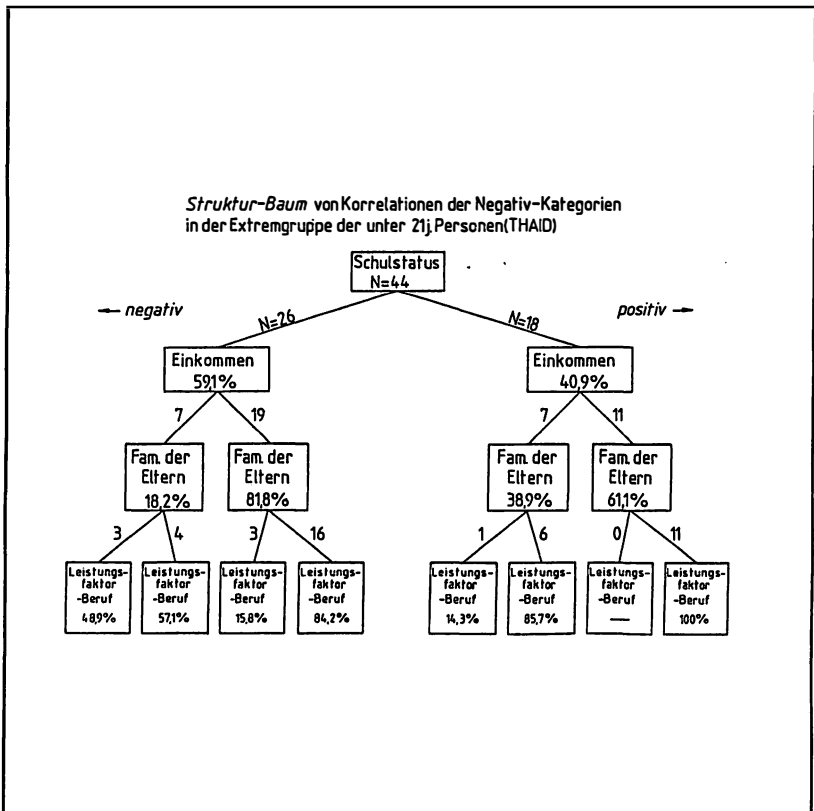 Struktur-Baum von Korrelationen der Negativ-Kategorien
in der Extremgruppe der unter 21j. Personen(THAID)
Schulstatus
N=44
← negativ
positiv →
N=26
N=18
Einkommen
59,1%
Einkommen
40,9%
7
19
7
11
Fam. der
Eltern
18,2%
Fam. der
Eltern
81,8%
Fam. der
Eltern
38,9%
Fam. der
Eltern
61,1%
3
4
3
16
1
6
0
11
Leistungs-
faktor
-Beruf
48,9%
Leistungs-
faktor
-Beruf
57,1%
Leistungs-
faktor
-Beruf
15,8%
Leistungs-
faktor
-Beruf
84,2%
Leistungs-
faktor
-Beruf
14,3%
Leistungs-
faktor
-Beruf
85,7%
Leistungs-
faktor
-Beruf
—
Leistungs-
faktor
-Beruf
100%